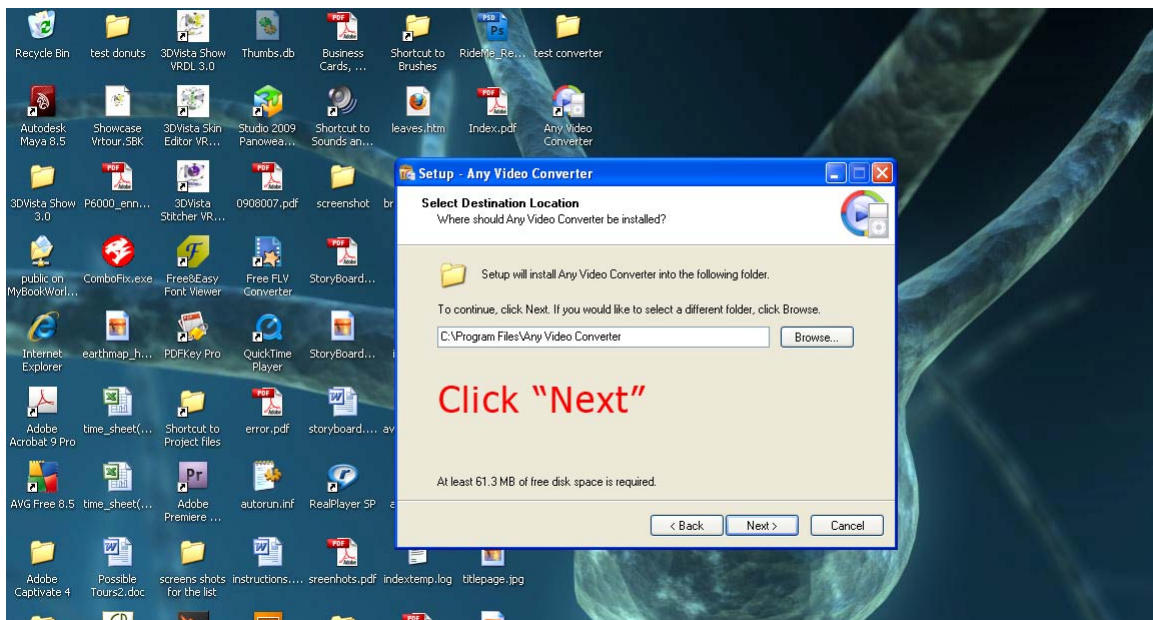 Recycle Bin
test donuts
3DVista Show
VRDL 3.0
Thumbs.db
Business
Cards, ...
Shortcut to
Brushes
RideMe_Re...
test converter
Autodesk
Maya 8.5
Showcase
Vrtour.SBK
3DVista Skin
Editor VR...
Studio 2009
Panowea...
Shortcut to
Sounds an...
leaves.htm
Index.pdf
Any Video
Converter
3DVista Show
3.0
P6000_enn...
3DVista
Stitcher VR...
0908007.pdf
screenshot
br
public on
MyBookWorl...
ComboFix.exe
Free&Easy
Font Viewer
Free FLV
Converter
StoryBoard...
Internet
Explorer
earthmap_h...
PDFKey Pro
QuickTime
Player
StoryBoard...
Adobe
Acrobat 9 Pro
time_sheet(...
Shortcut to
Project files
error.pdf
storyboard....
av
AVG Free 8.5
time_sheet(...
Adobe
Premiere ...
autorun.inf
RealPlayer SP
Adobe
Captivate 4
Possible
Tours2.doc
screens shots
for the list
instructions....
sreenhots.pdf
indextemp.log
titlepage.jpg
Setup - Any Video Converter
Select Destination Location
Where should Any Video Converter be installed?
Setup will install Any Video Converter into the following folder.
To continue, click Next. If you would like to select a different folder, click Browse.
C:\Program Files\Any Video Converter
Browse...
Click “Next”
At least 61.3 MB of free disk space is required.
< Back
Next >
Cancel